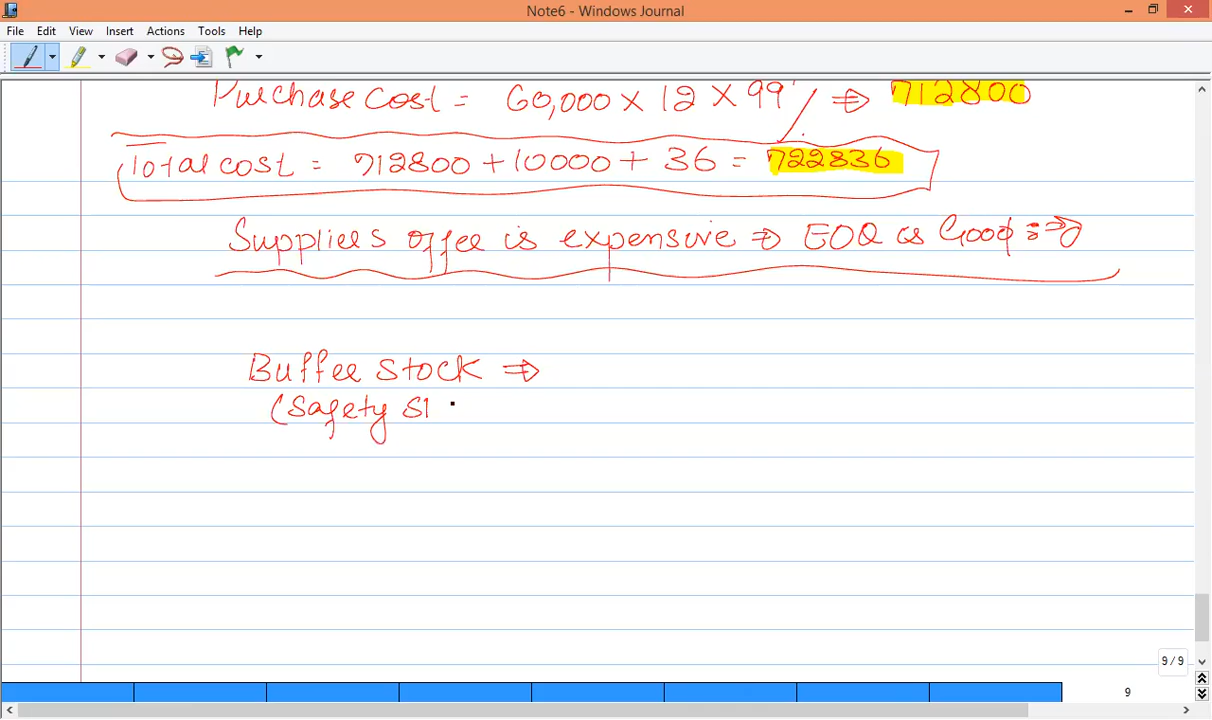 Note6 - Windows Journal
File Edit View Insert Actions Tools Help
Purchase cost = 60,000 X 12 X 99% ⇒ 712800
Total cost = 712800 + 10000 + 36 = 722836
Suppliers offer is expensive ⇒ EOQ is Good
Buffer Stock ⇒
(Safety St
9 / 9
9